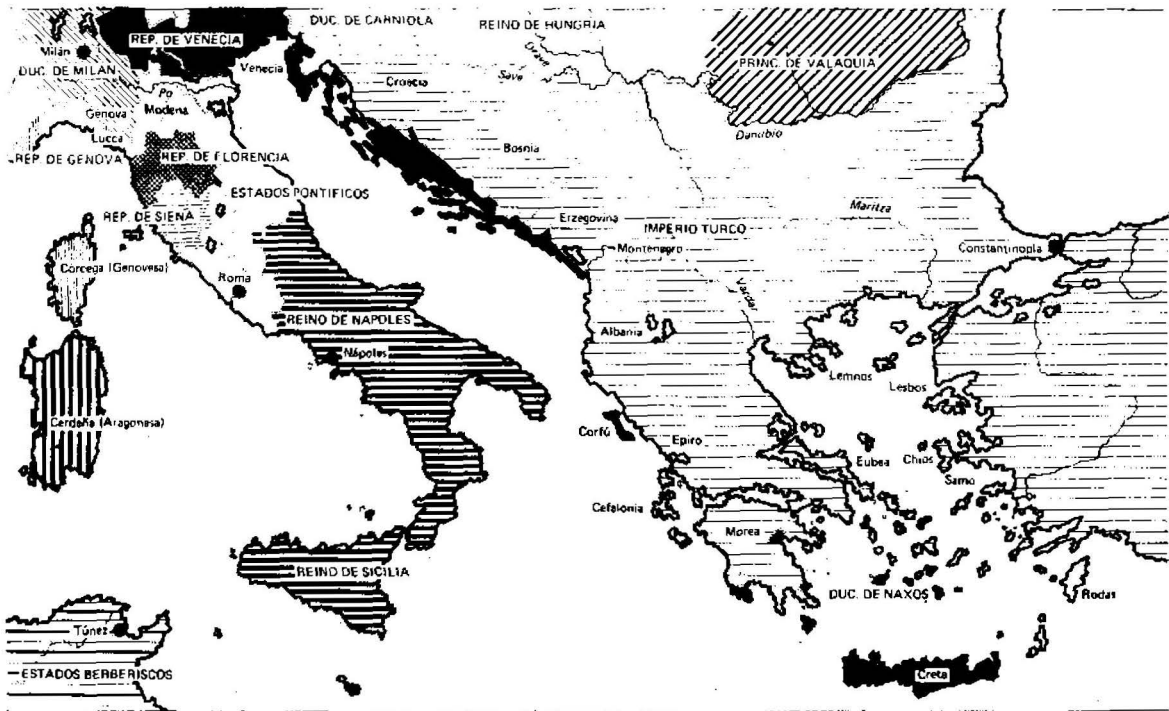 DUC. DE CARNIOLA
REINO DE HUNGRIA
REP. DE VENECIA
Milán
DUC. DE MILAN
Venecia
Drave
Save
PRINC. DE VALAQUIA
Croacia
Po
Modena
Genova
Danubio
Lucca
REP. DE GENOVA
REP. DE FLORENCIA
Bosnia
ESTADOS PONTIFICOS
Maritza
REP. DE SIENA
Erzegovina
IMPERIO TURCO
Montenegro
Constantinopla
Córcega (Genovesa)
Roma
Vardar
REINO DE NAPOLES
Albania
Nápoles
Lemnos
Lesbos
Cerdeña (Aragonesa)
Corfú
Epiro
Eubea
Chios
Samo
Cefalonia
Morea
REINO DE SICILIA
DUC. DE NAXOS
Rodas
Túnez
ESTADOS BERBERISCOS
Creta